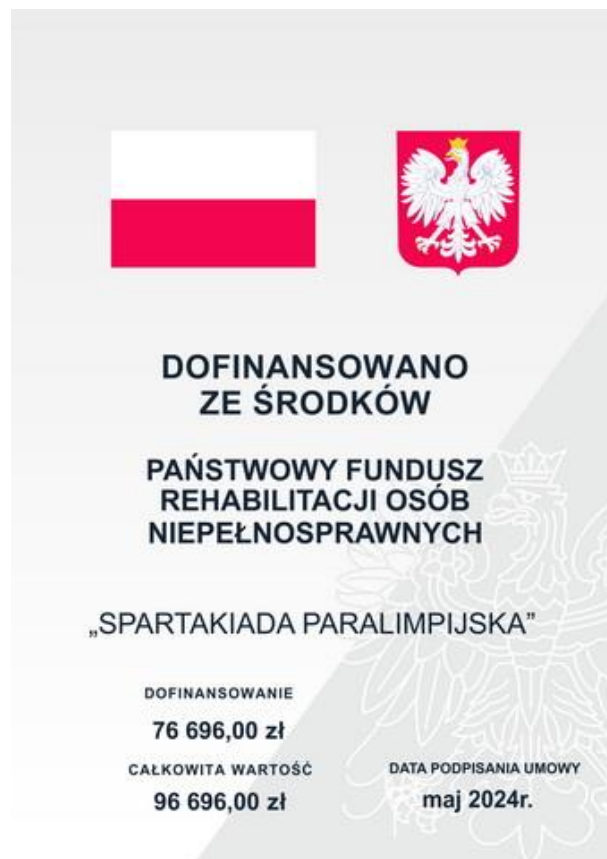 DOFINANSOWANO
ZE ŚRODKÓW
PAŃSTWOWY FUNDUSZ
REHABILITACJI OSÓB
NIEPEŁNOSPRAWNYCH
„SPARTAKIADA PARALIMPIJSKA”
DOFINANSOWANIE
76 696,00 zł
CAŁKOWITA WARTOŚĆ
96 696,00 zł
DATA PODPISANIA UMOWY
maj 2024r.